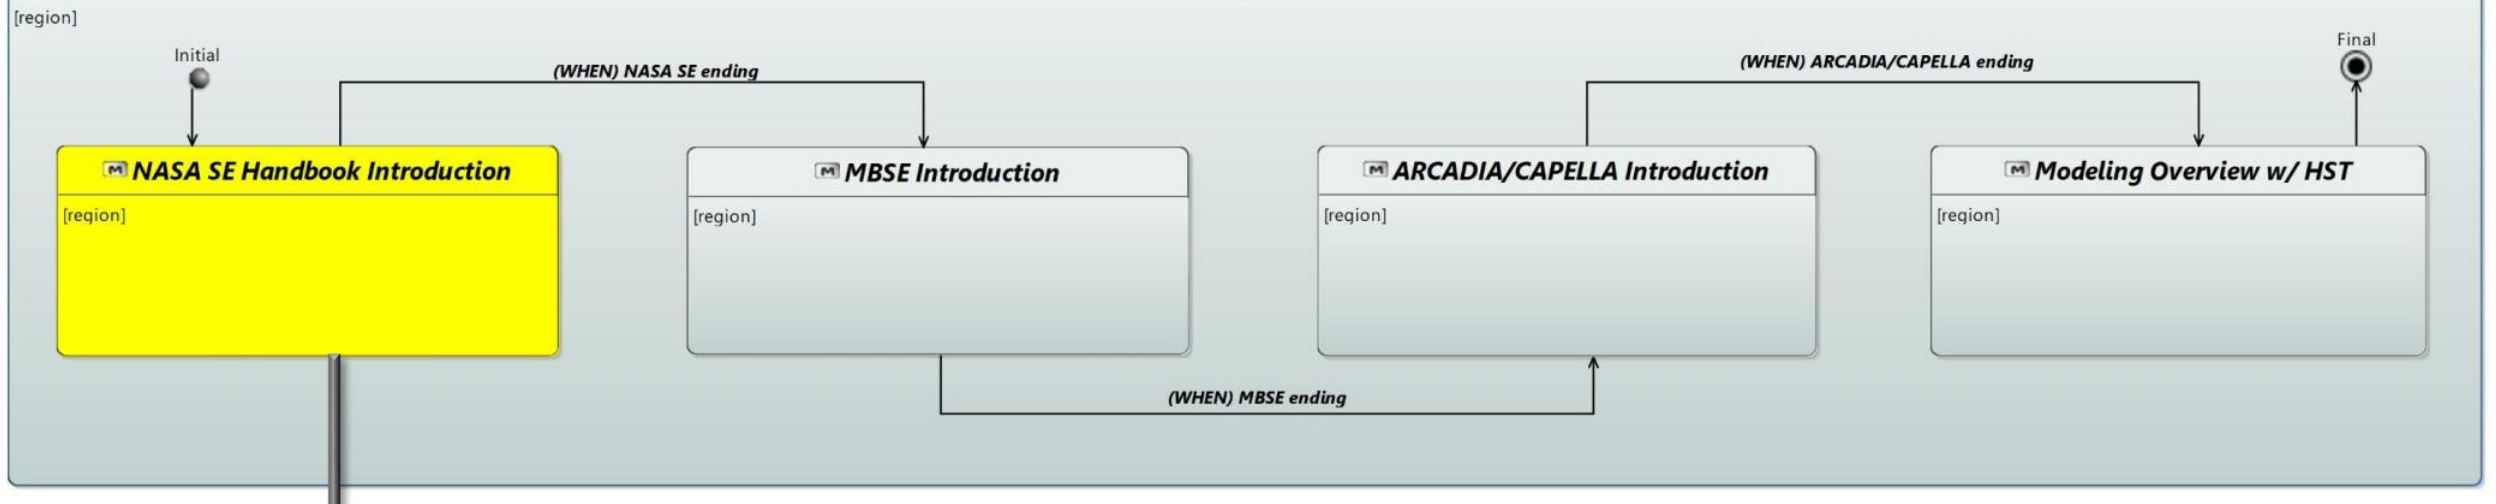 [region]
Initial
(WHEN) NASA SE ending
(WHEN) ARCADIA/CAPELLA ending
Final
M NASA SE Handbook Introduction
[region]
M MBSE Introduction
[region]
(WHEN) MBSE ending
M ARCADIA/CAPELLA Introduction
[region]
M Modeling Overview w/ HST
[region]